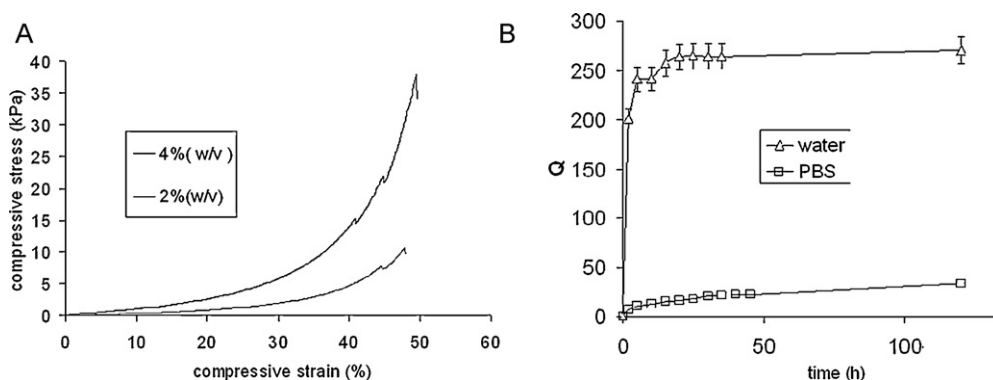 A
compressive stress (kPa)
40
35
30
25
20
15
10
5
0
4%( w/v )
2%(w/v)
0 10 20 30 40 50 60
compressive strain (%)
B
Q
300
250
200
150
100
50
0
water
PBS
0 50 100
time (h)